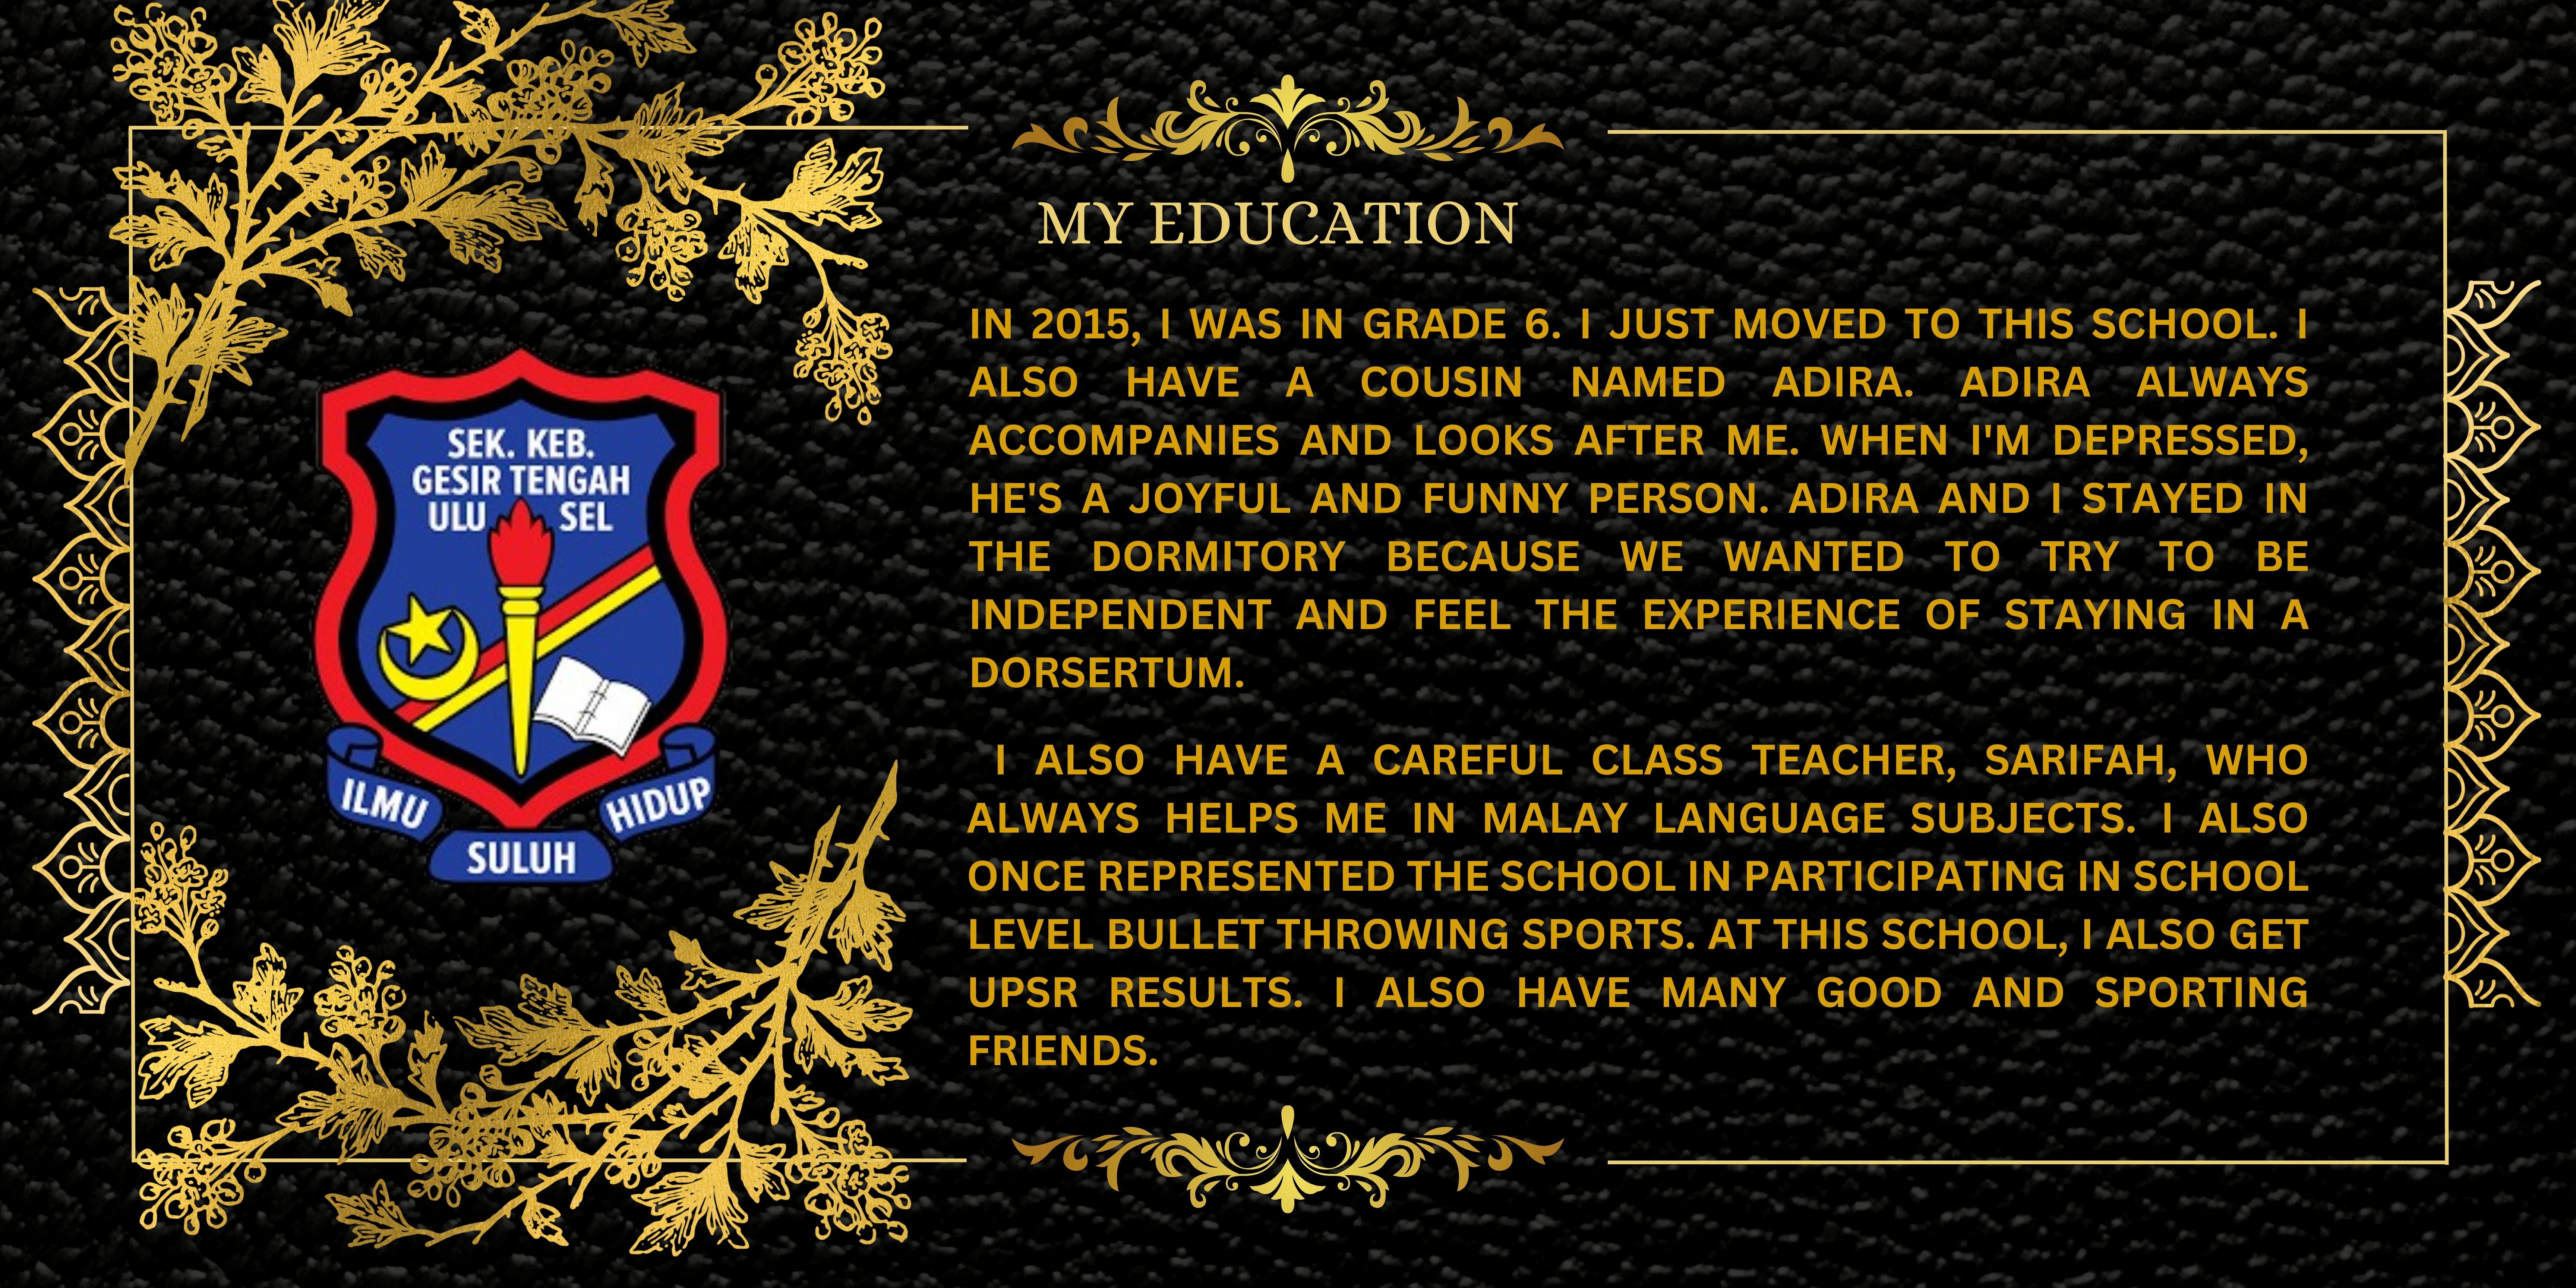 SEK. KEB.
GESIR TENGAH
ULU SEL
ILMU
SULUH
HIDUP
MY EDUCATION
IN 2015, I WAS IN GRADE 6. I JUST MOVED TO THIS SCHOOL. I
ALSO HAVE A COUSIN NAMED ADIRA. ADIRA ALWAYS
ACCOMPANIES AND LOOKS AFTER ME. WHEN I'M DEPRESSED,
HE'S A JOYFUL AND FUNNY PERSON. ADIRA AND I STAYED IN
THE DORMITORY BECAUSE WE WANTED TO TRY TO BE
INDEPENDENT AND FEEL THE EXPERIENCE OF STAYING IN A
DORSERTUM.
I ALSO HAVE A CAREFUL CLASS TEACHER, SARIFAH, WHO
ALWAYS HELPS ME IN MALAY LANGUAGE SUBJECTS. I ALSO
ONCE REPRESENTED THE SCHOOL IN PARTICIPATING IN SCHOOL
LEVEL BULLET THROWING SPORTS. AT THIS SCHOOL, I ALSO GET
UPSR RESULTS. I ALSO HAVE MANY GOOD AND SPORTING
FRIENDS.